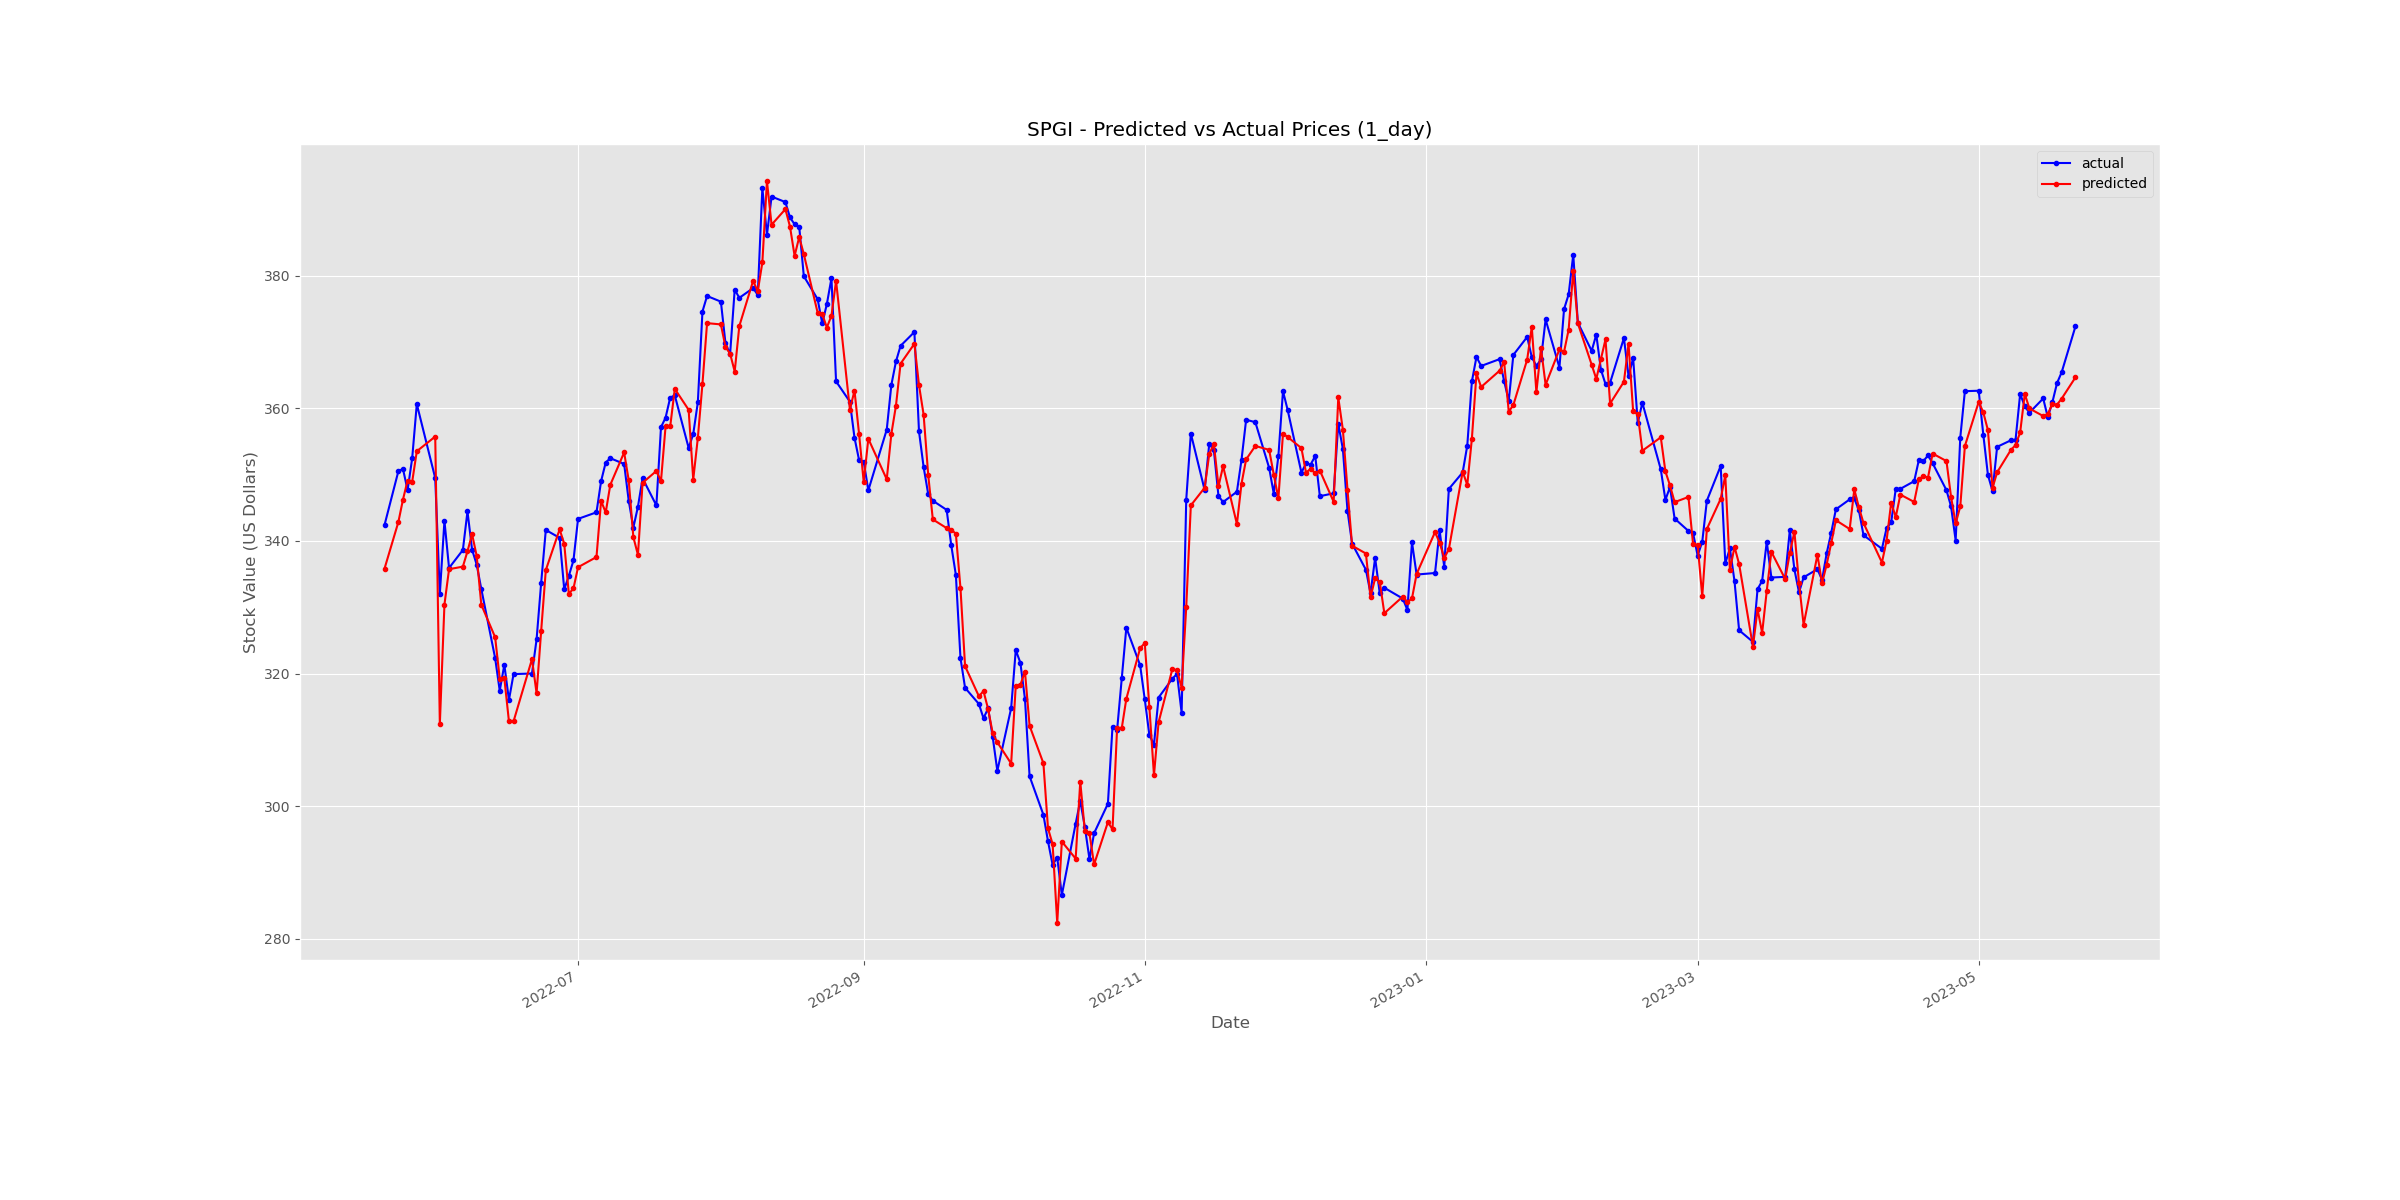 SPGI - Predicted vs Actual Prices (1_day)
actual
predicted
380
360
340
320
300
280
Stock Value (US Dollars)
2022-07
2022-09
2022-11
2023-01
2023-03
2023-05
Date